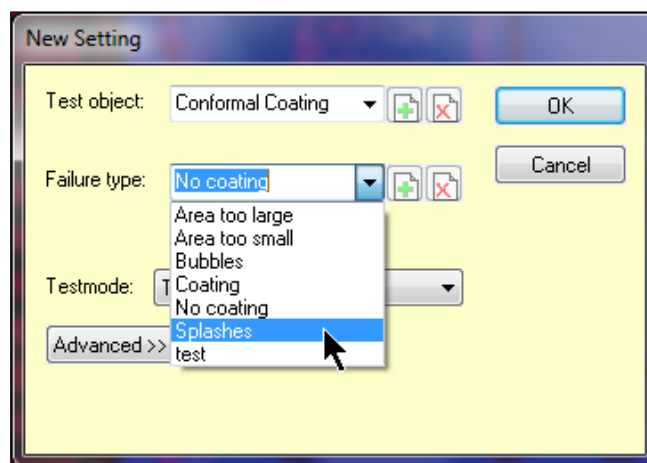 New Setting
Test object:
Conformal Coating
OK
Failure type:
No coating
Cancel
Area too large
Area too small
Bubbles
Testmode:
T
Coating
No coating
Splashes
Advanced >>
test